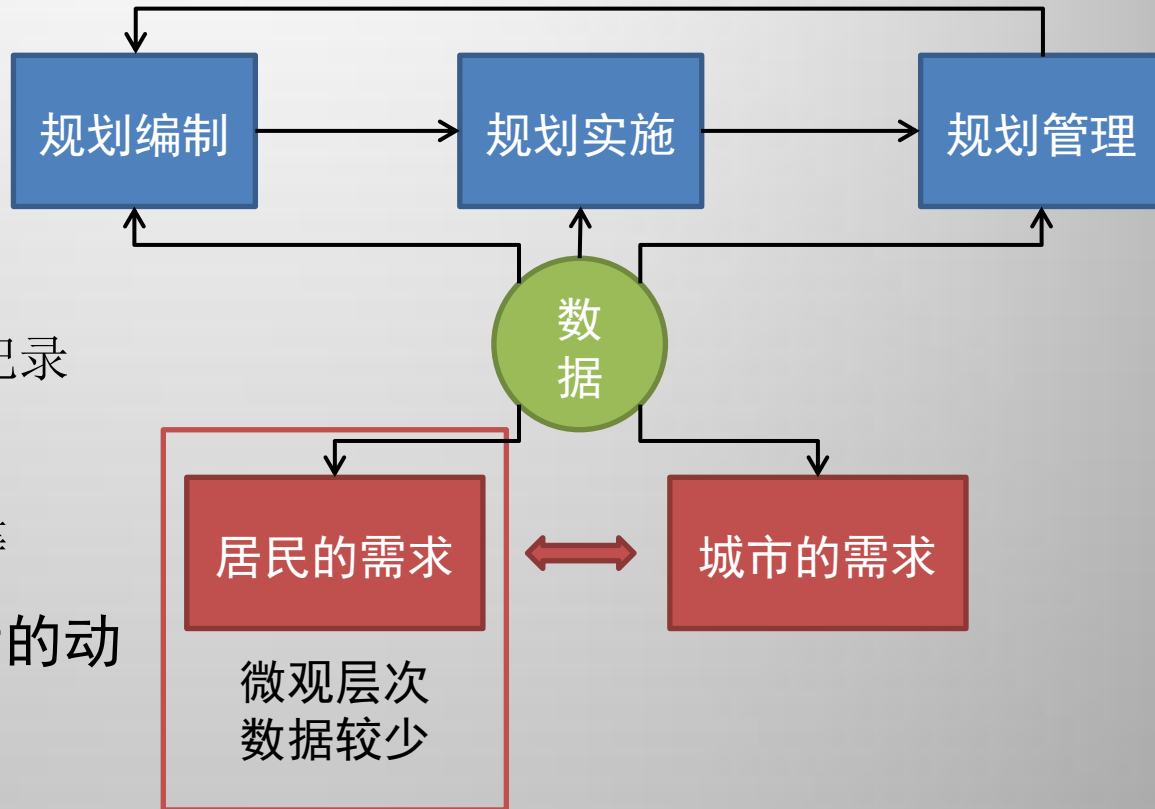 规划编制
规划实施
规划管理
数
据
记录
居民的需求
城市的需求
的动
微观层次
数据较少